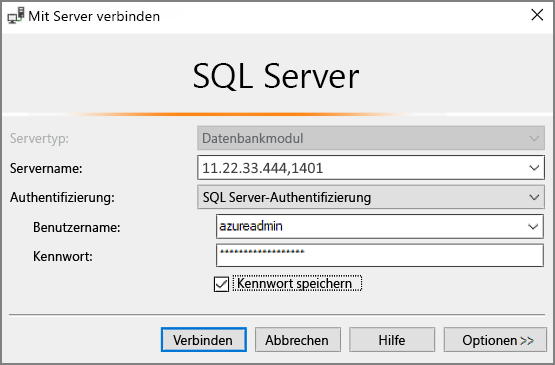 Mit Server verbinden
SQL Server
Servertyp: Datenbankmodul
Servername: 11.22.33.444,1401
Authentifizierung: SQL Server-Authentifizierung
Benutzername: azureadmin
Kennwort: ******************
Kennwort speichern
Verbinden Abbrechen Hilfe Optionen >>